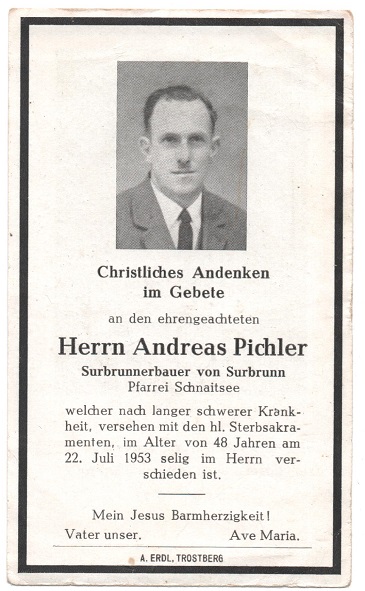 Christliches Andenken
im Gebete
an den ehrengeachteten
Herrn Andreas Pichler
Surbrunnerbauer von Surbrunn
Pfarrei Schnaitsee
welcher nach langer schwerer Krank-
heit, versehen mit den hl. Sterbsakra-
menten, im Alter von 48 Jahren am
22. Juli 1953 selig im Herrn ver-
schieden ist.
Mein Jesus Barmherzigkeit!
Vater unser. Ave Maria.
A. ERDL, TROSTBERG